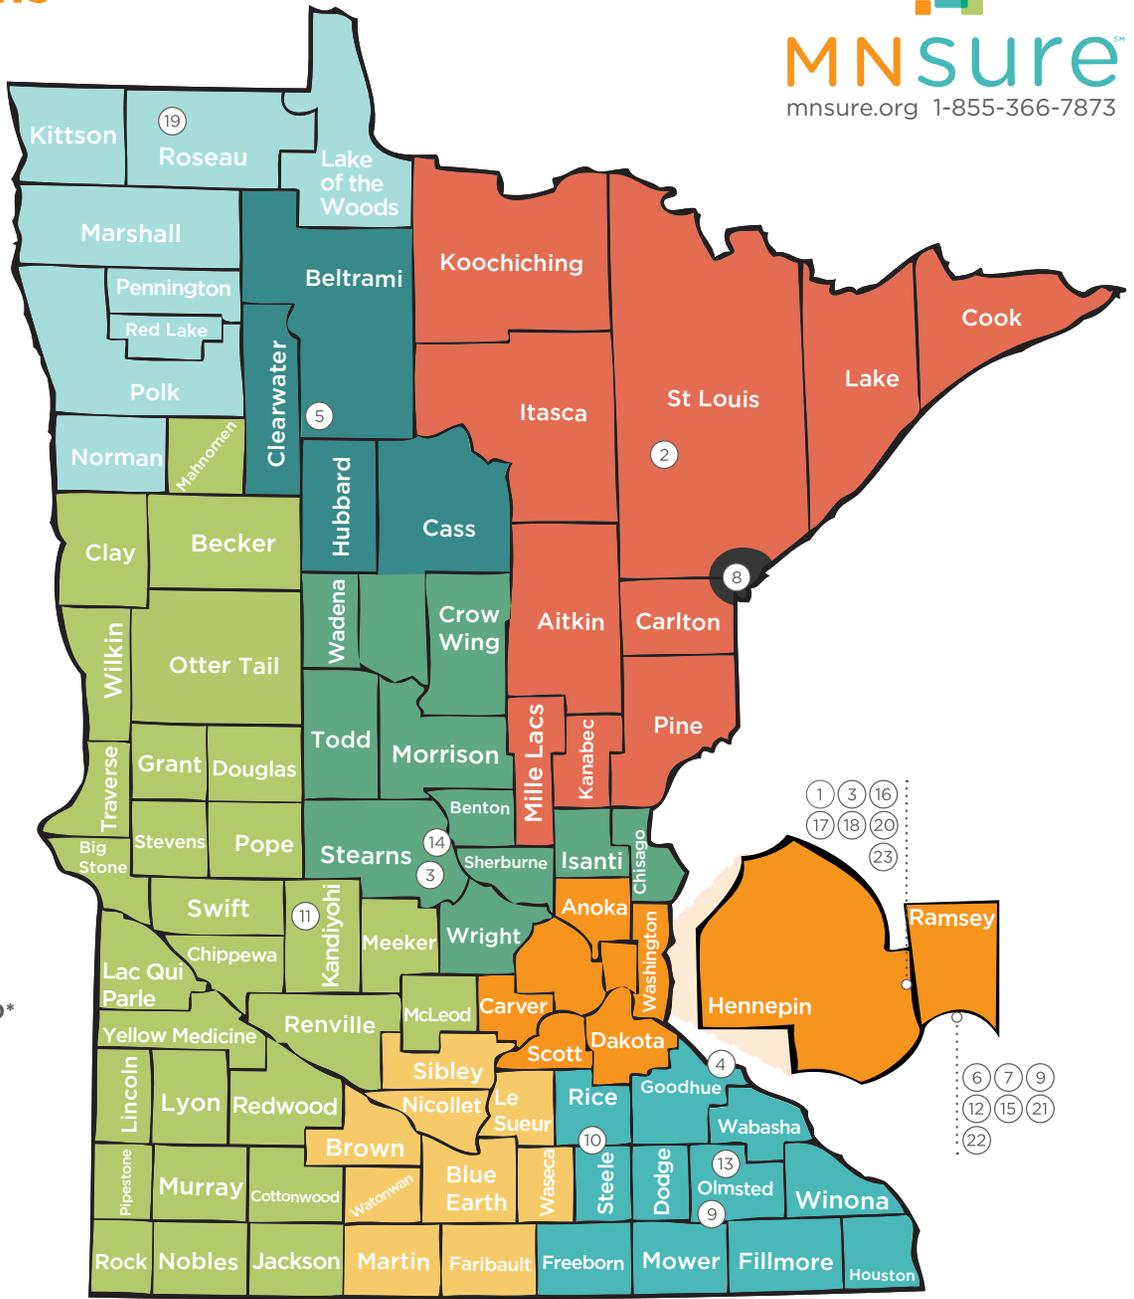 MNsure℠
mnsure.org 1-855-366-7873
Kittson
19
Roseau
Lake
of the
Woods
Marshall
Koochiching
Beltrami
Pennington
Cook
Red Lake
Lake
Polk
St Louis
Clearwater
5
Itasca
2
Norman
Mahnomen
Hubbard
Cass
Clay
Becker
8
Wadena
Crow
Wing
Aitkin
Carlton
Wilkin
Otter Tail
Pine
Todd
Morrison
Mille Lacs
Kanabec
Traverse
Grant
Douglas
1 3 16
17 18 20
23
Benton
Big
Stone
Stevens
Pope
Stearns
14
3
Sherburne
Isanti
Chisago
Swift
11
Kandiyohi
Anoka
Ramsey
Meeker
Wright
Washington
Chippewa
Lac Qui
Parle
Hennepin
Carver
McLeod
Renville
Yellow Medicine
Dakota
Scott
4
Sibley
Goodhue
6 7 9
12 15 21
22
Lincoln
Lyon
Redwood
Nicollet
Le
Sueur
Rice
Wabasha
Brown
10
13
Pipestone
Murray
Cottonwood
Watonwan
Blue
Earth
Waseca
Steele
Dodge
Olmsted
Winona
9
Rock
Nobles
Jackson
Martin
Faribault
Freeborn
Mower
Fillmore
Houston